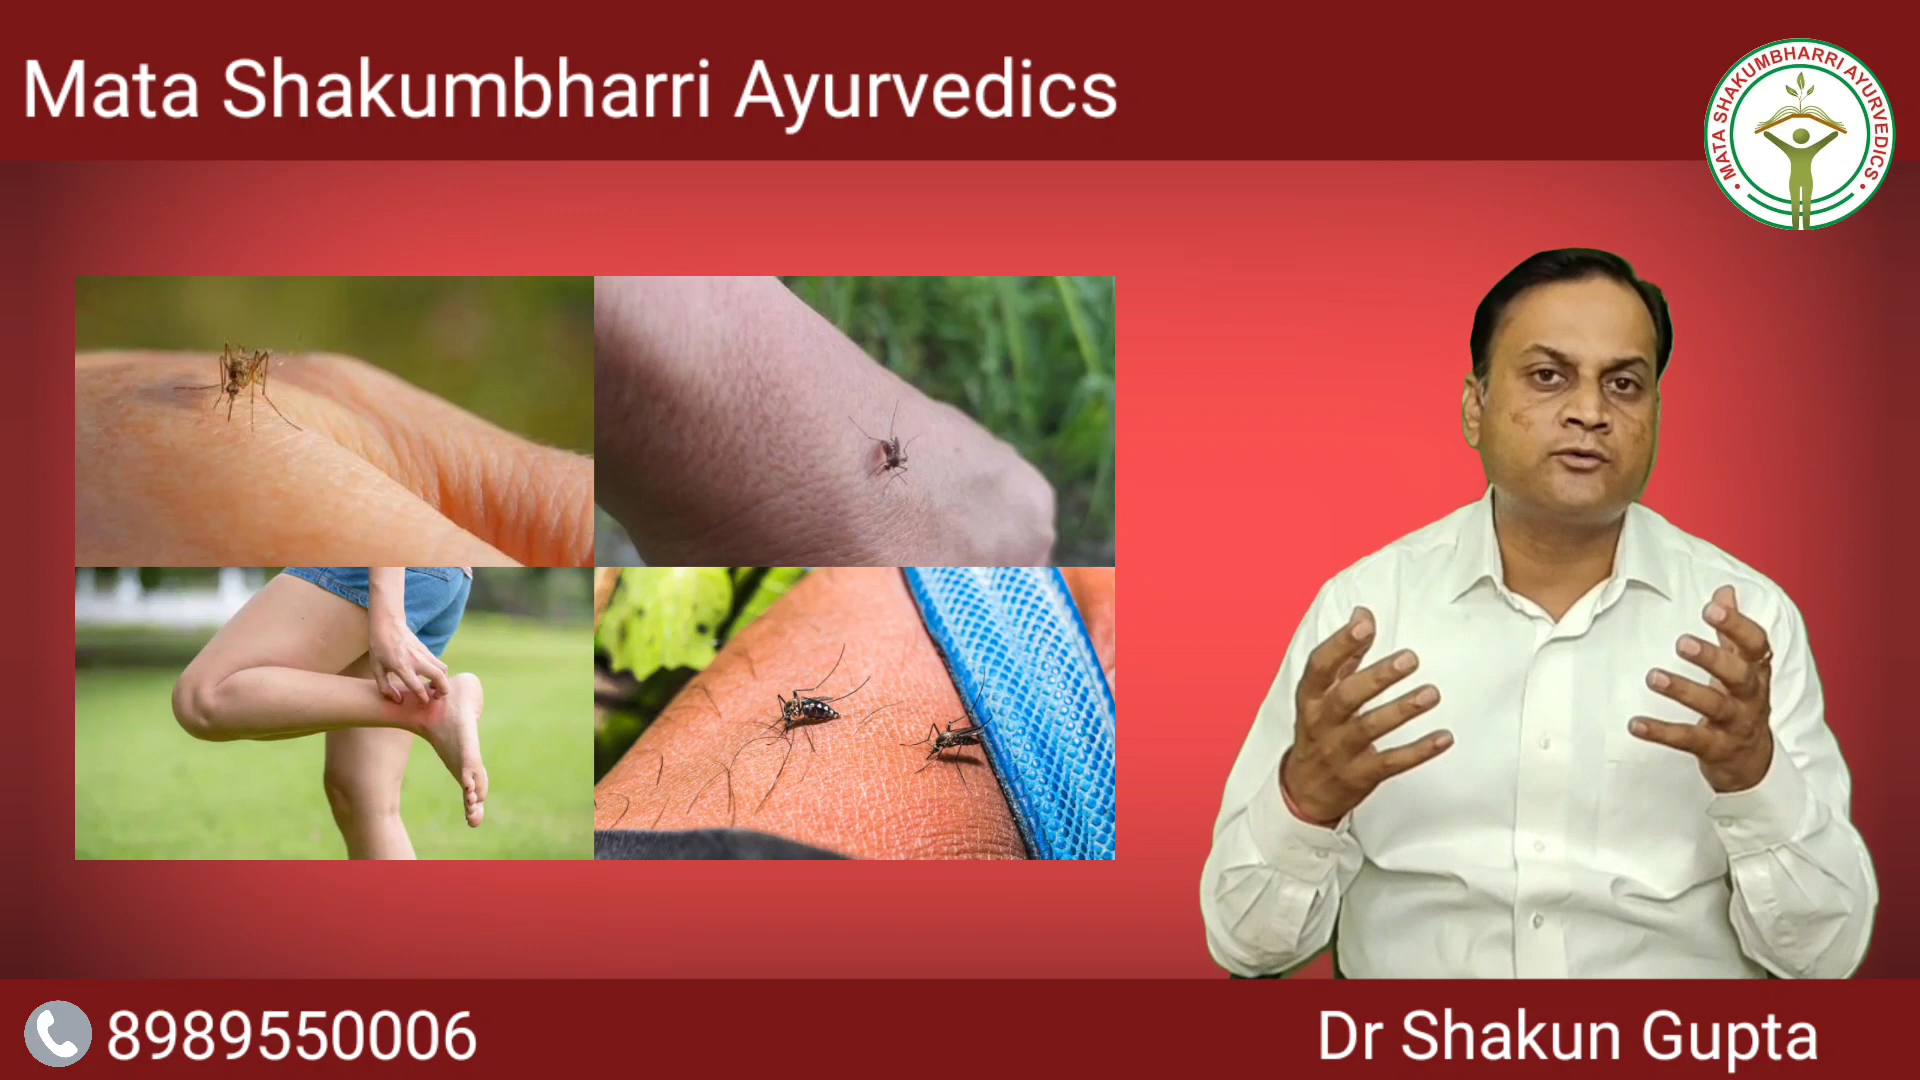 Mata Shakumbharri Ayurvedics
• MATA SHAKUMBHARRI AYURVEDICS •
8989550006
Dr Shakun Gupta